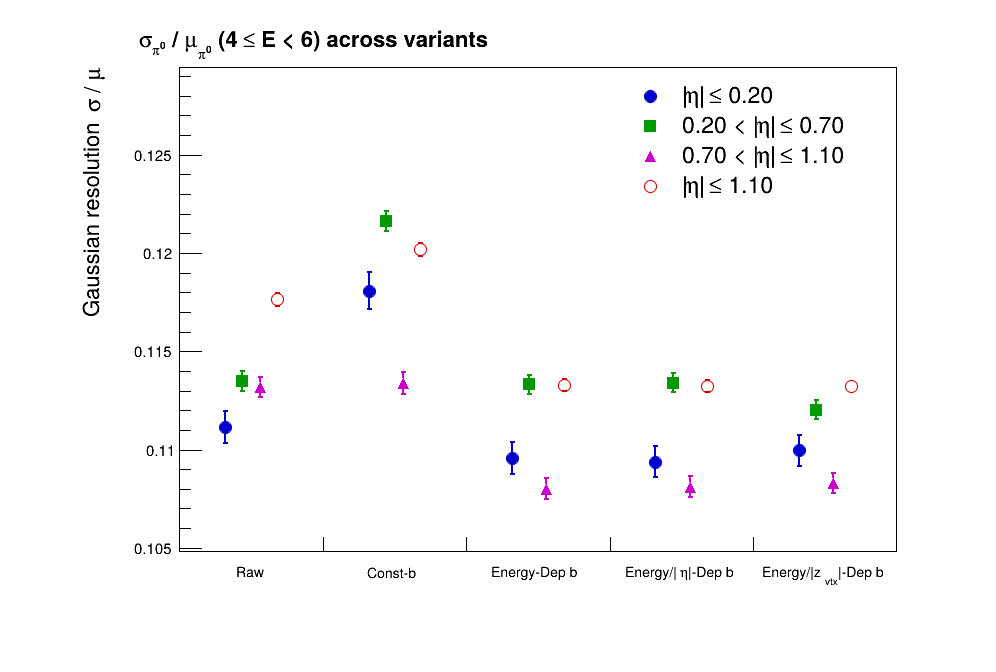 σπ⁰ / μπ⁰ (4 ≤ E < 6) across variants
Gaussian resolution σ / μ
|η| ≤ 0.20
0.20 < |η| ≤ 0.70
0.70 < |η| ≤ 1.10
|η| ≤ 1.10
0.125
0.12
0.115
0.11
0.105
Raw
Const-b
Energy-Dep b
Energy/|η|-Dep b
Energy/|z vtx|-Dep b